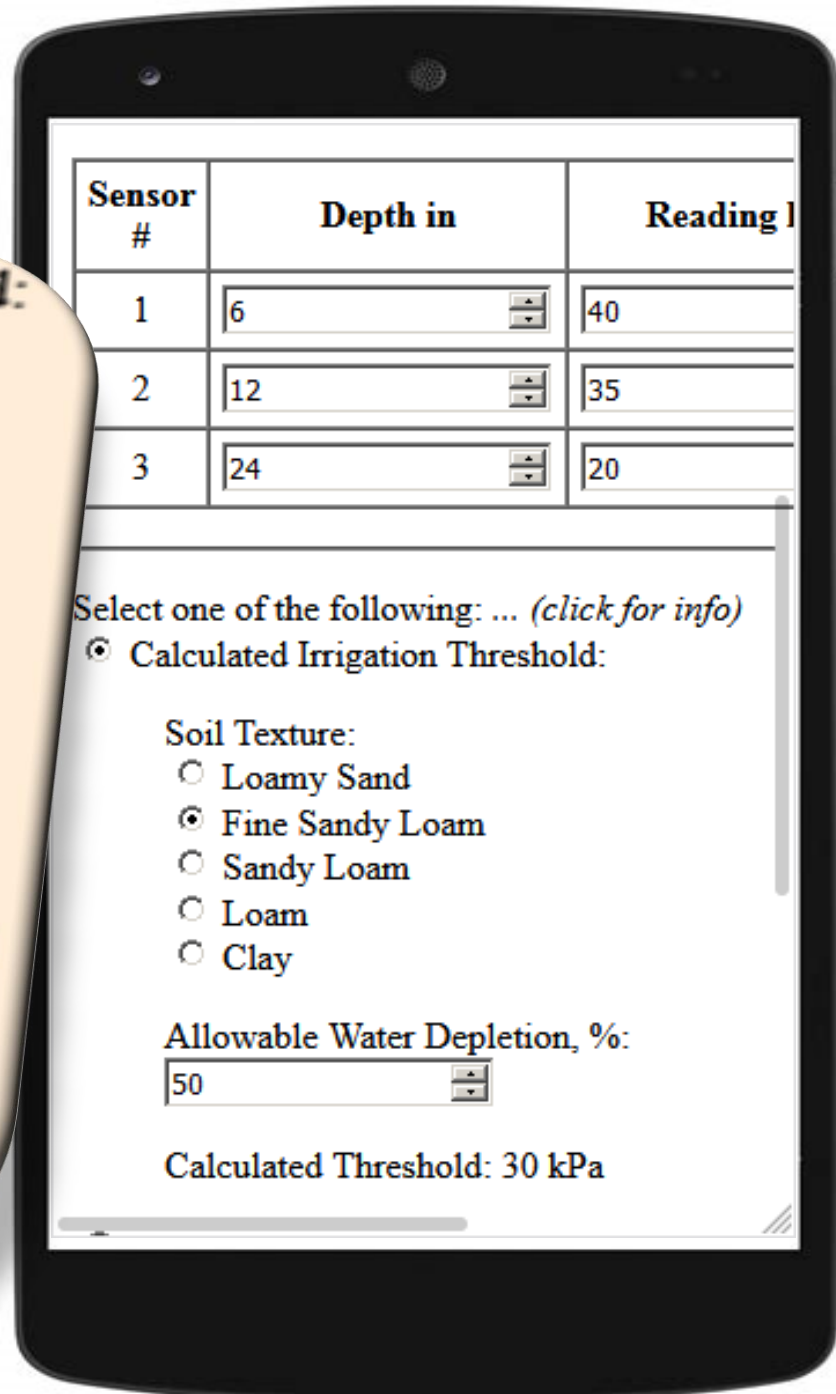 Sensor # Depth in Reading
1 6 40
2 12 35
3 24 20
Select one of the following: ... (click for info)
Calculated Irrigation Threshold:
Soil Texture:
Loamy Sand
Fine Sandy Loam
Sandy Loam
Loam
Clay
Allowable Water Depletion, %:
50
Calculated Threshold: 30 kPa